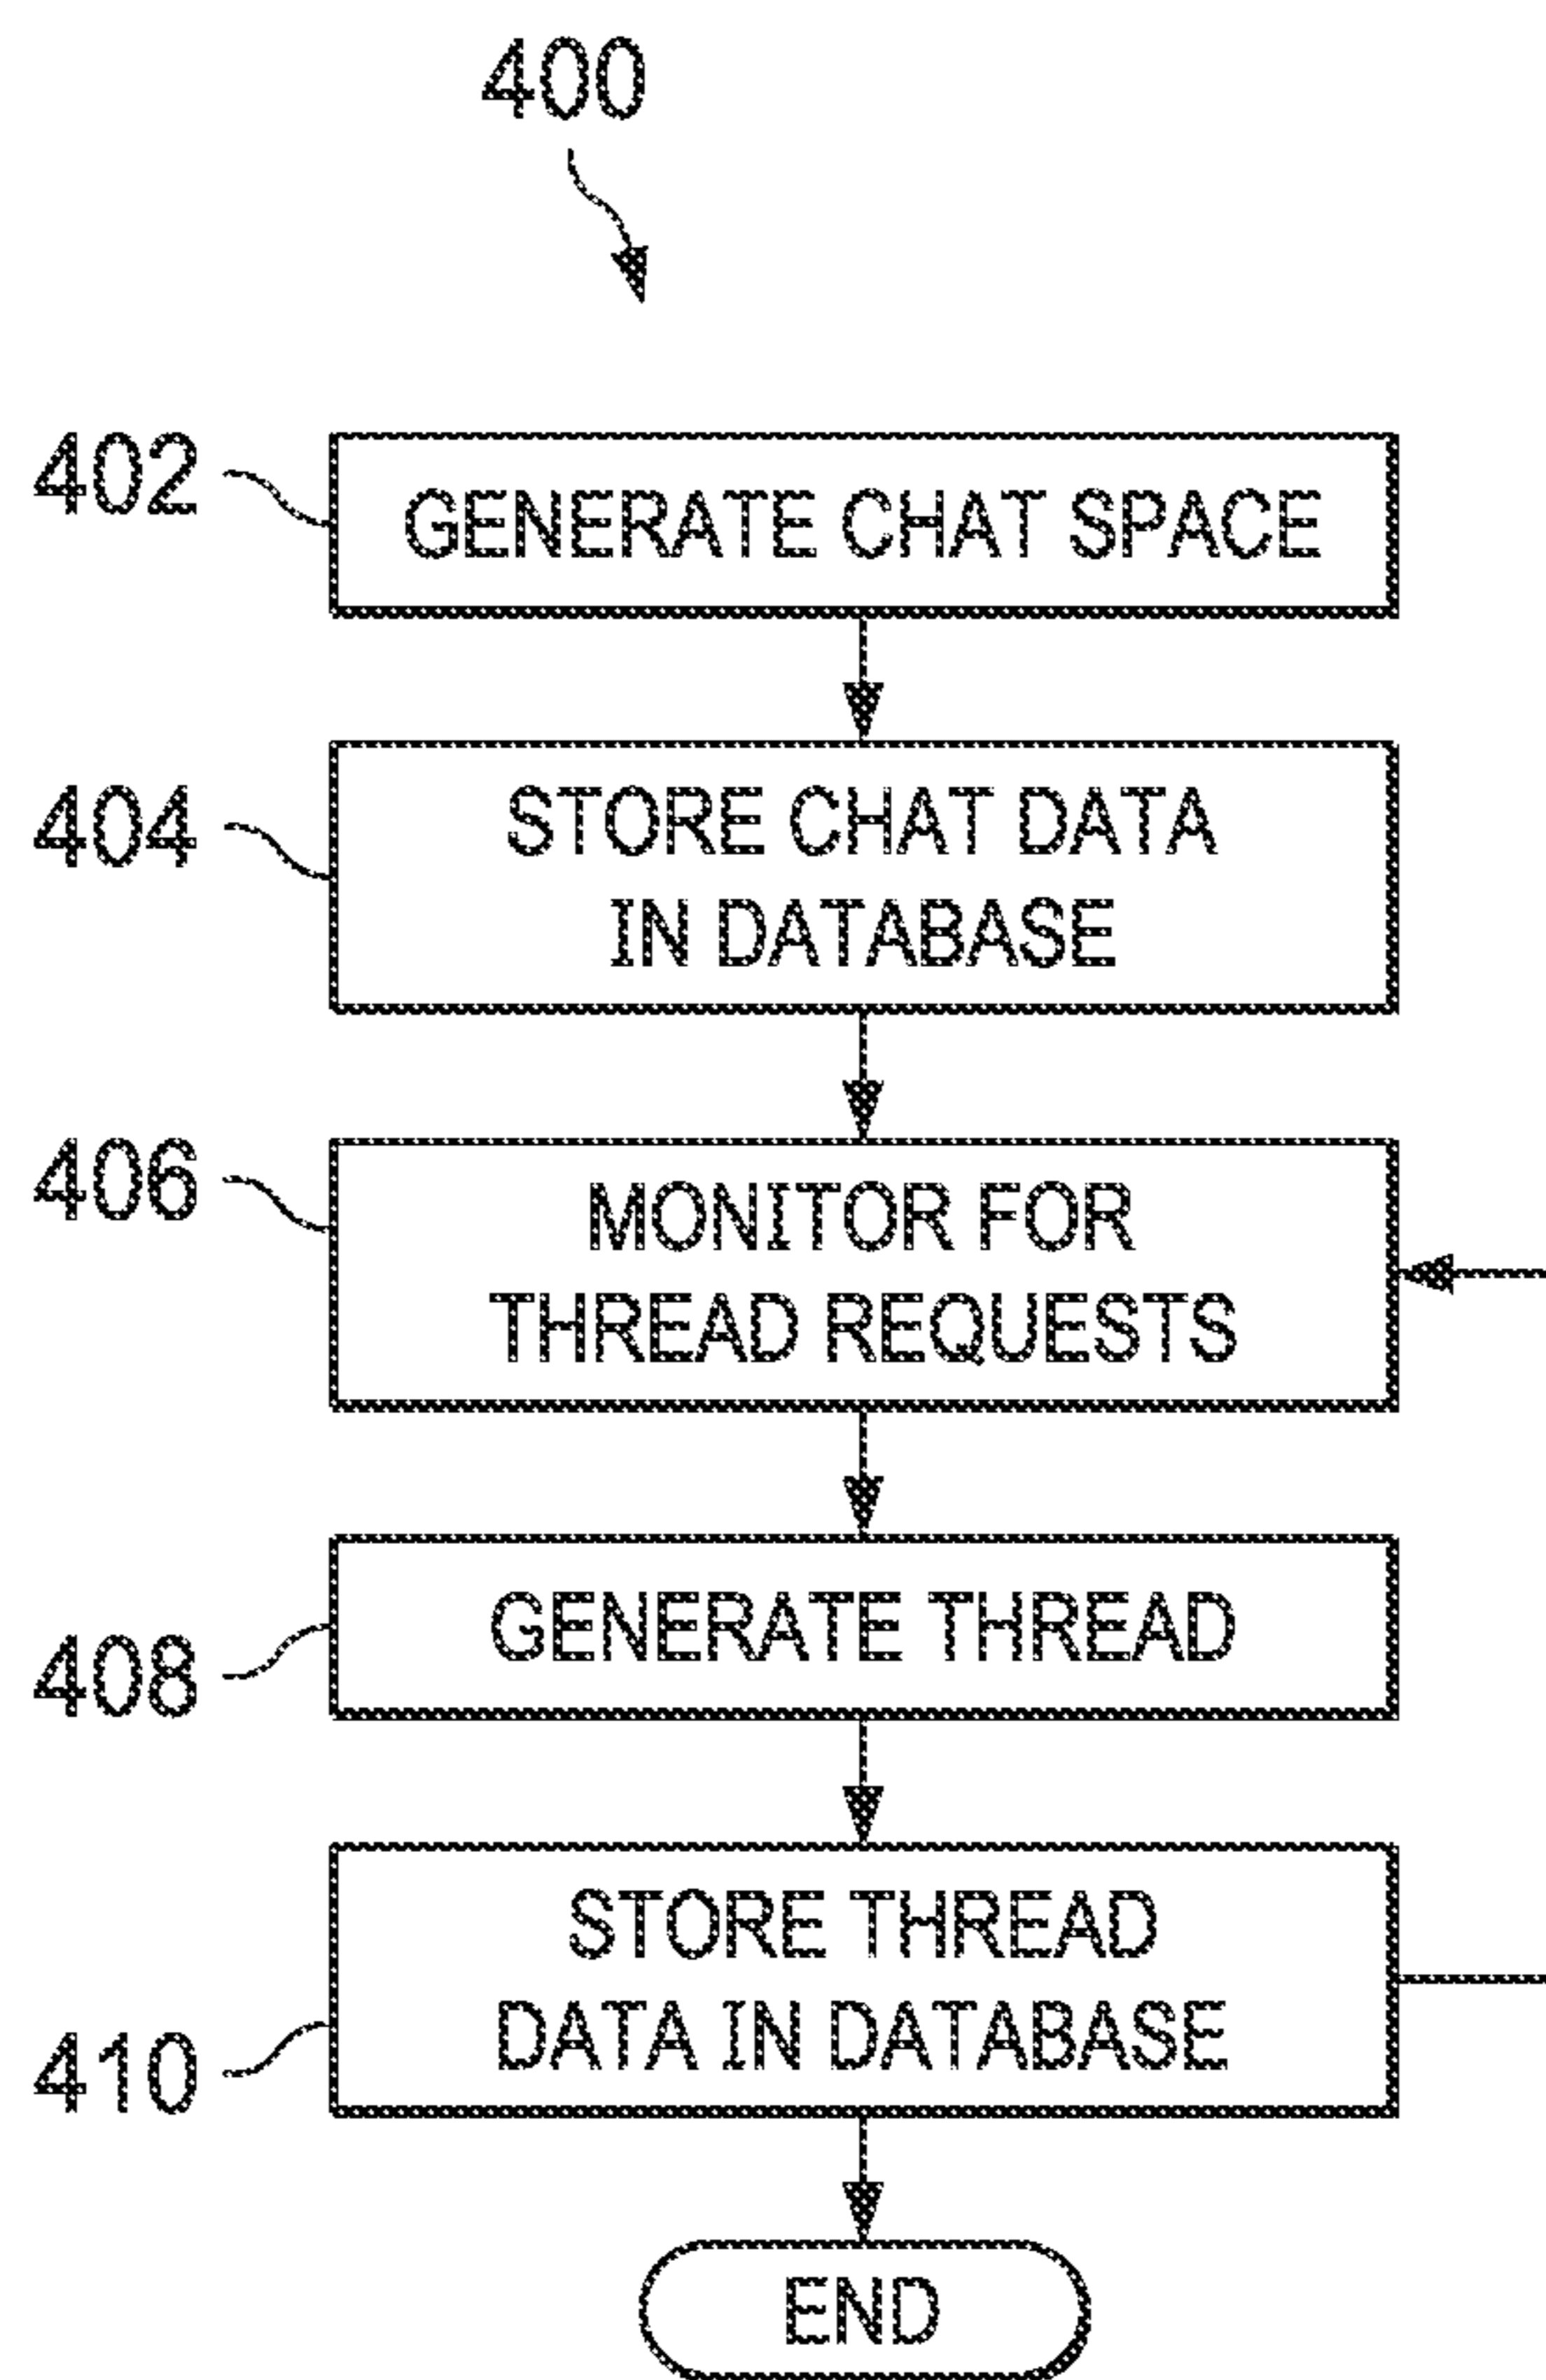 400
402
GENERATE CHAT SPACE
404
STORE CHAT DATA
IN DATABASE
406
MONITOR FOR
THREAD REQUESTS
408
GENERATE THREAD
410
STORE THREAD
DATA IN DATABASE
END